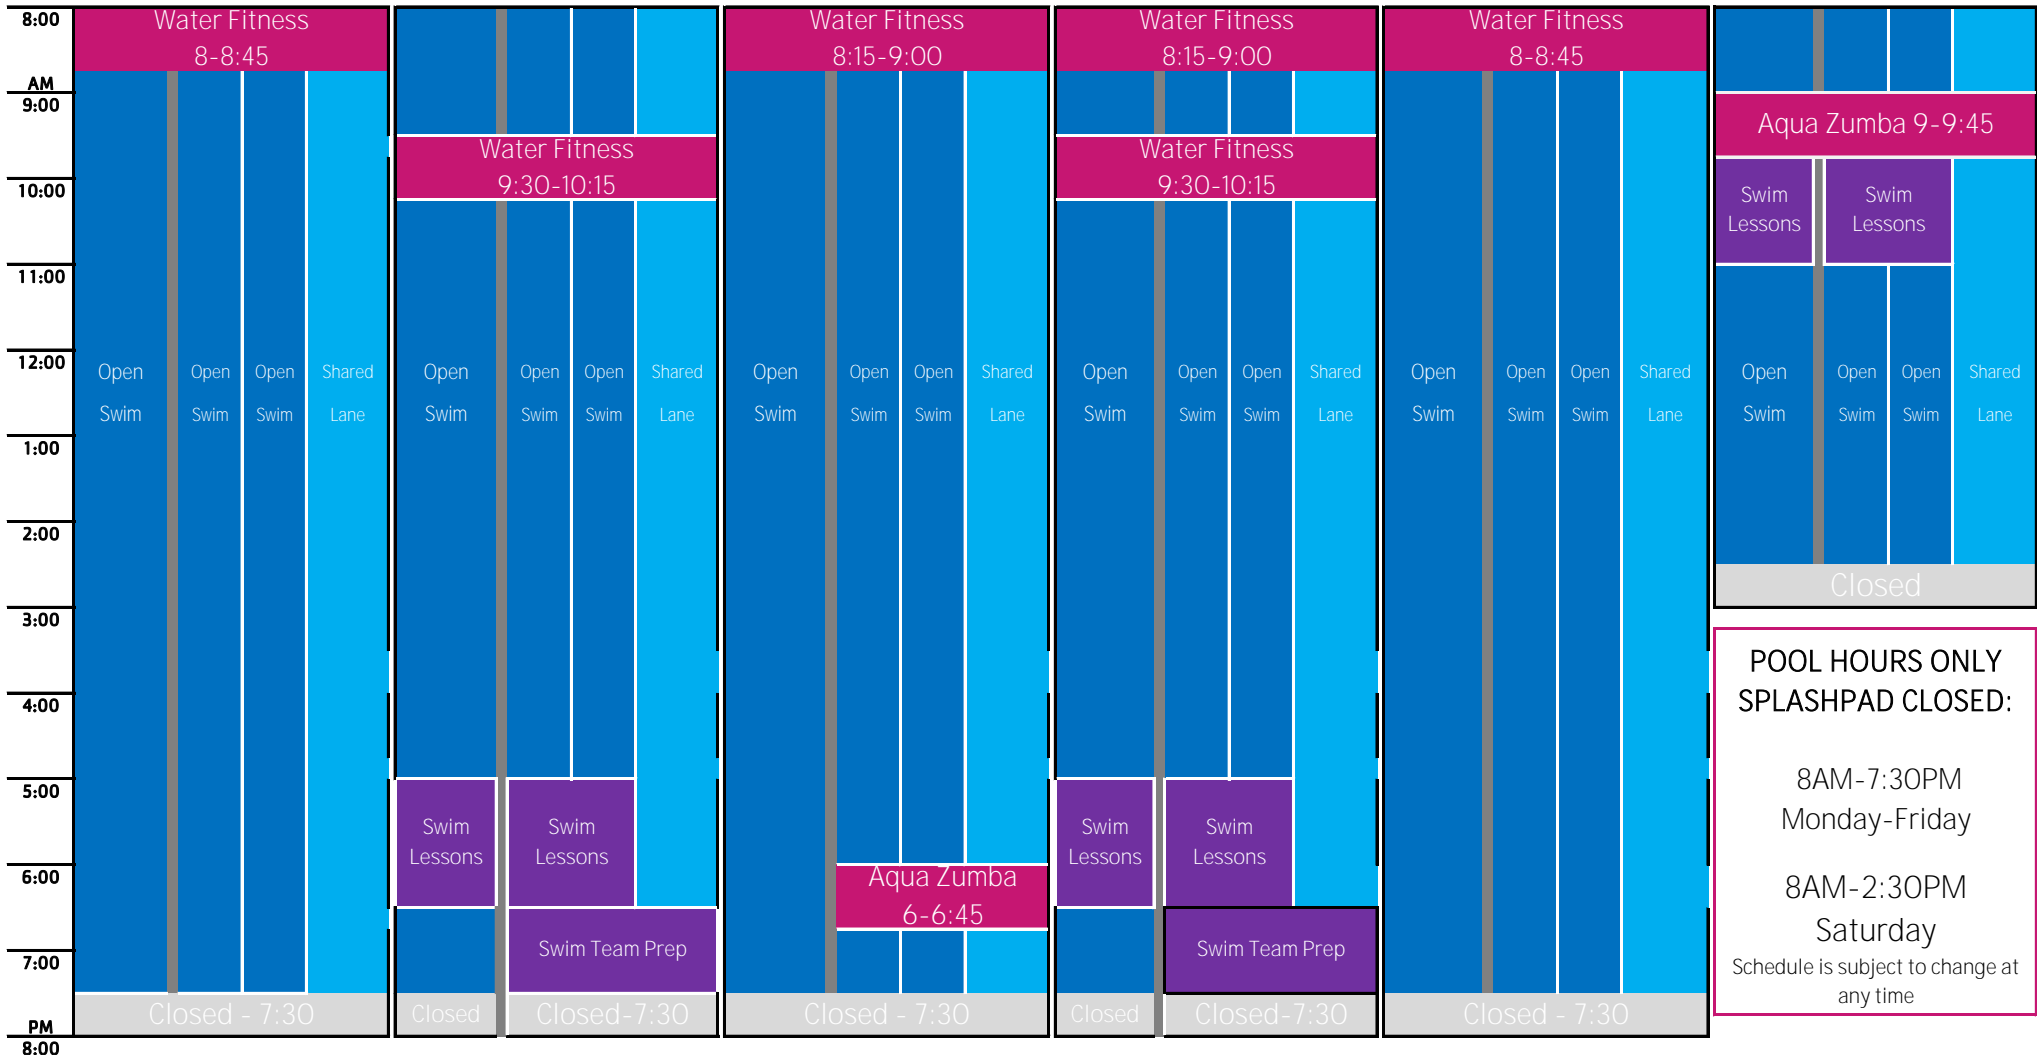 8:00
AM
9:00
10:00
11:00
12:00
1:00
2:00
3:00
4:00
5:00
6:00
7:00
PM
8:00
Water Fitness
8-8:45
Open
Swim
Open
Swim
Open
Swim
Shared
Lane
Closed - 7:30
Water Fitness
9:30-10:15
Open
Swim
Open
Swim
Open
Swim
Shared
Lane
Swim
Lessons
Swim
Lessons
Swim Team Prep
Closed
Closed-7:30
Water Fitness
8:15-9:00
Open
Swim
Open
Swim
Open
Swim
Shared
Lane
Aqua Zumba
6-6:45
Closed - 7:30
Water Fitness
8:15-9:00
Water Fitness
9:30-10:15
Open
Swim
Open
Swim
Open
Swim
Shared
Lane
Swim
Lessons
Swim
Lessons
Swim Team Prep
Closed
Closed-7:30
Water Fitness
8-8:45
Open
Swim
Open
Swim
Open
Swim
Shared
Lane
Closed - 7:30
Aqua Zumba 9-9:45
Swim
Lessons
Swim
Lessons
Open
Swim
Open
Swim
Open
Swim
Shared
Lane
Closed
POOL HOURS ONLY
SPLASHPAD CLOSED:
8AM-7:30PM
Monday-Friday
8AM-2:30PM
Saturday
Schedule is subject to change at
any time